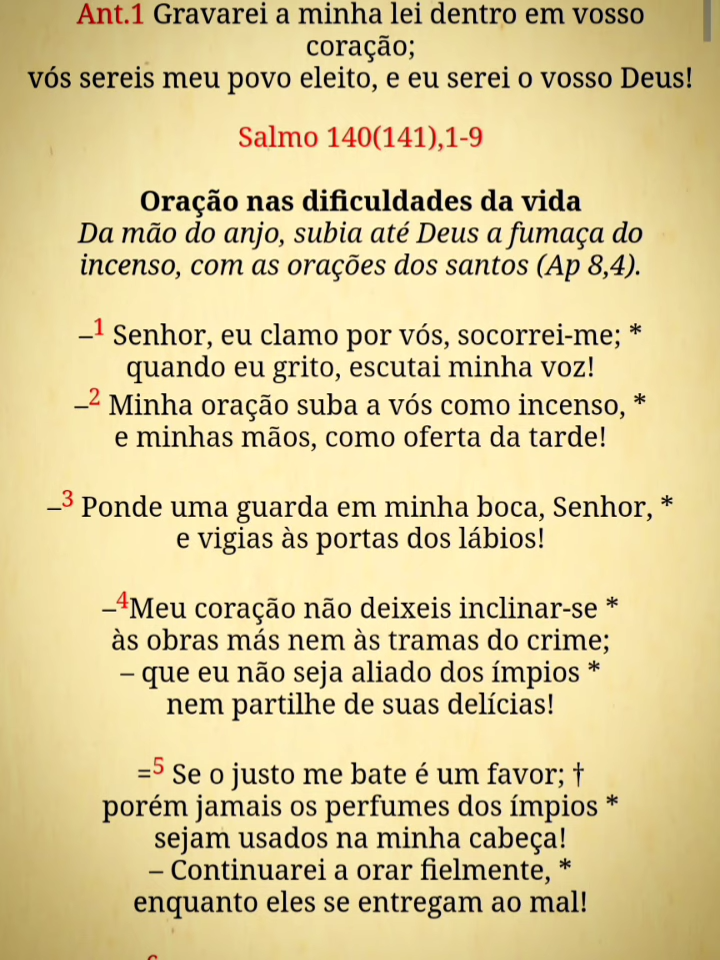 Ant.1 Gravarei a minha lei dentro em vosso
coração;
vós sereis meu povo eleito, e eu serei o vosso Deus!
Salmo 140(141),1-9
Oração nas dificuldades da vida
Da mão do anjo, subia até Deus a fumaça do
incenso, com as orações dos santos (Ap 8,4).
–1 Senhor, eu clamo por vós, socorrei-me; *
quando eu grito, escutai minha voz!
–2 Minha oração suba a vós como incenso, *
e minhas mãos, como oferta da tarde!
–3 Ponde uma guarda em minha boca, Senhor, *
e vigias às portas dos lábios!
–4Meu coração não deixeis inclinar-se *
às obras más nem às tramas do crime;
– que eu não seja aliado dos ímpios *
nem partilhe de suas delícias!
=5 Se o justo me bate é um favor; †
porém jamais os perfumes dos ímpios *
sejam usados na minha cabeça!
– Continuarei a orar fielmente, *
enquanto eles se entregam ao mal!